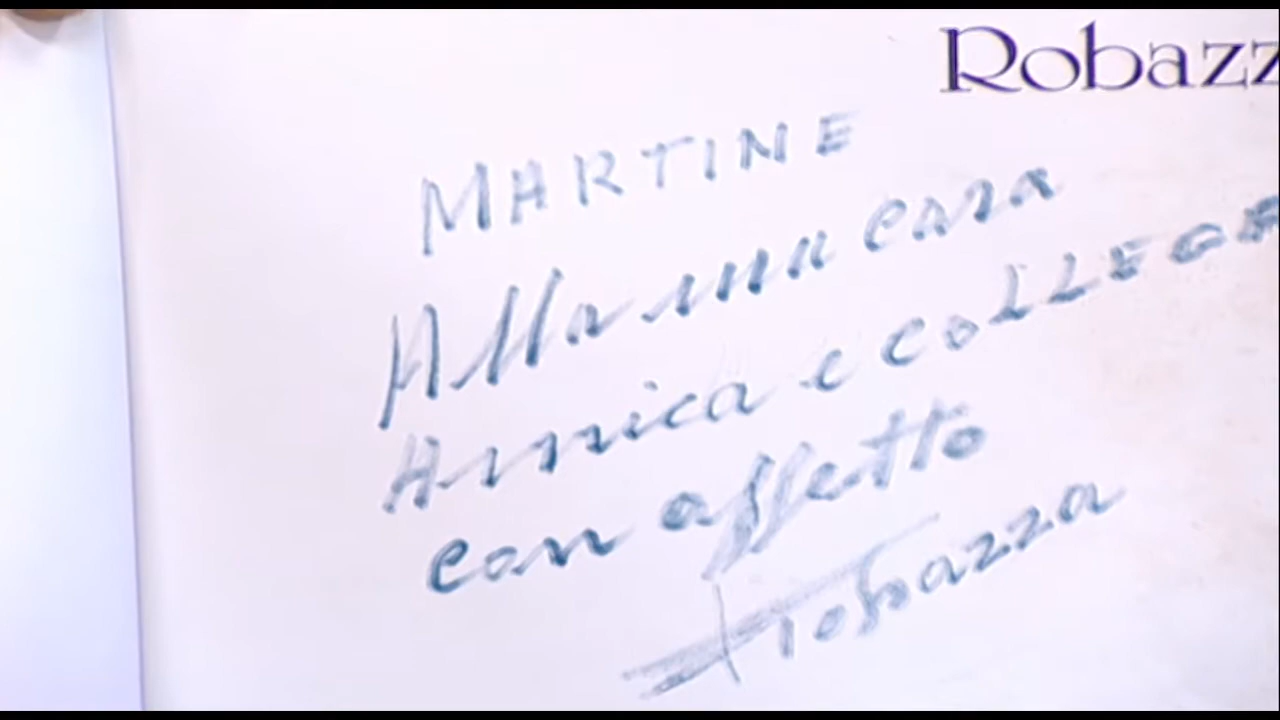 Robazz
MARTINE
Alla mia cara
Amica e COLLEGA
con affetto
Robazza